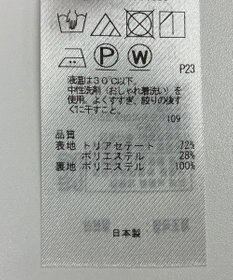 P W
P23
液温は30℃以下、
中性洗剤（おしゃれ着洗い）を
使用。よくすすぎ、絞りの後す
ぐに干すこと。
109
品質
表地 トリアセテート 72%
ポリエステル 28%
裏地 ポリエステル 100%
日本製